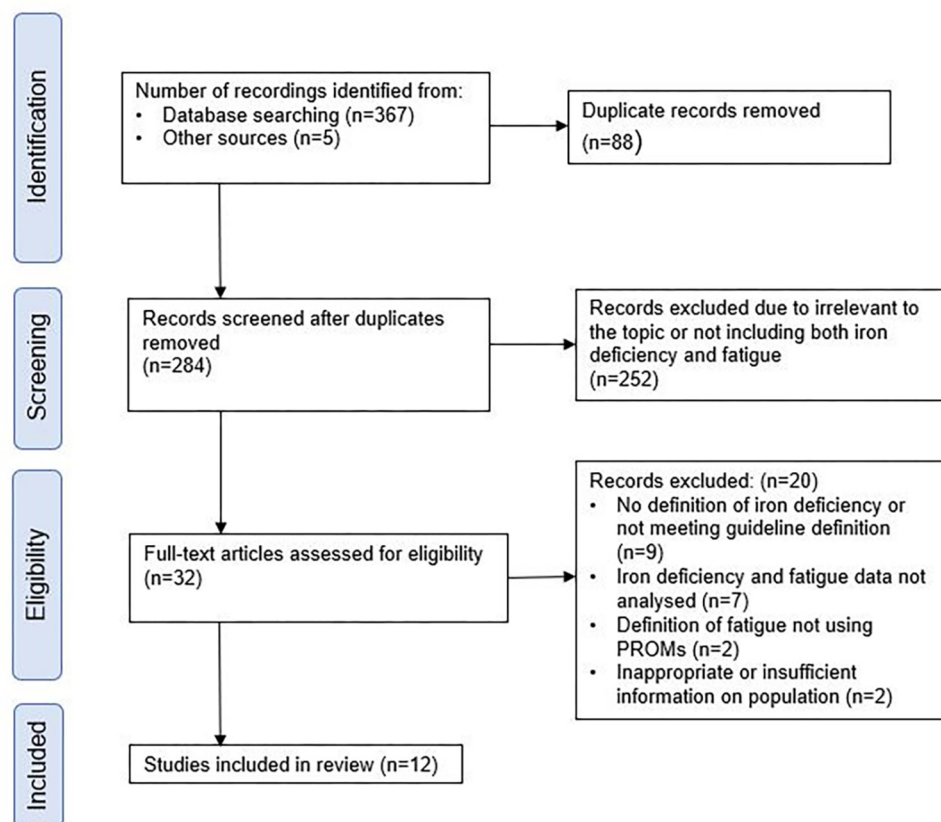 Identification
Number of recordings identified from:
• Database searching (n=367)
• Other sources (n=5)
Duplicate records removed
(n=88)
Screening
Records screened after duplicates
removed
(n=284)
Records excluded due to irrelevant to
the topic or not including both iron
deficiency and fatigue
(n=252)
Eligibility
Full-text articles assessed for eligibility
(n=32)
Records excluded: (n=20)
• No definition of iron deficiency or
not meeting guideline definition
(n=9)
• Iron deficiency and fatigue data not
analysed (n=7)
• Definition of fatigue not using
PROMs (n=2)
• Inappropriate or insufficient
information on population (n=2)
Included
Studies included in review (n=12)